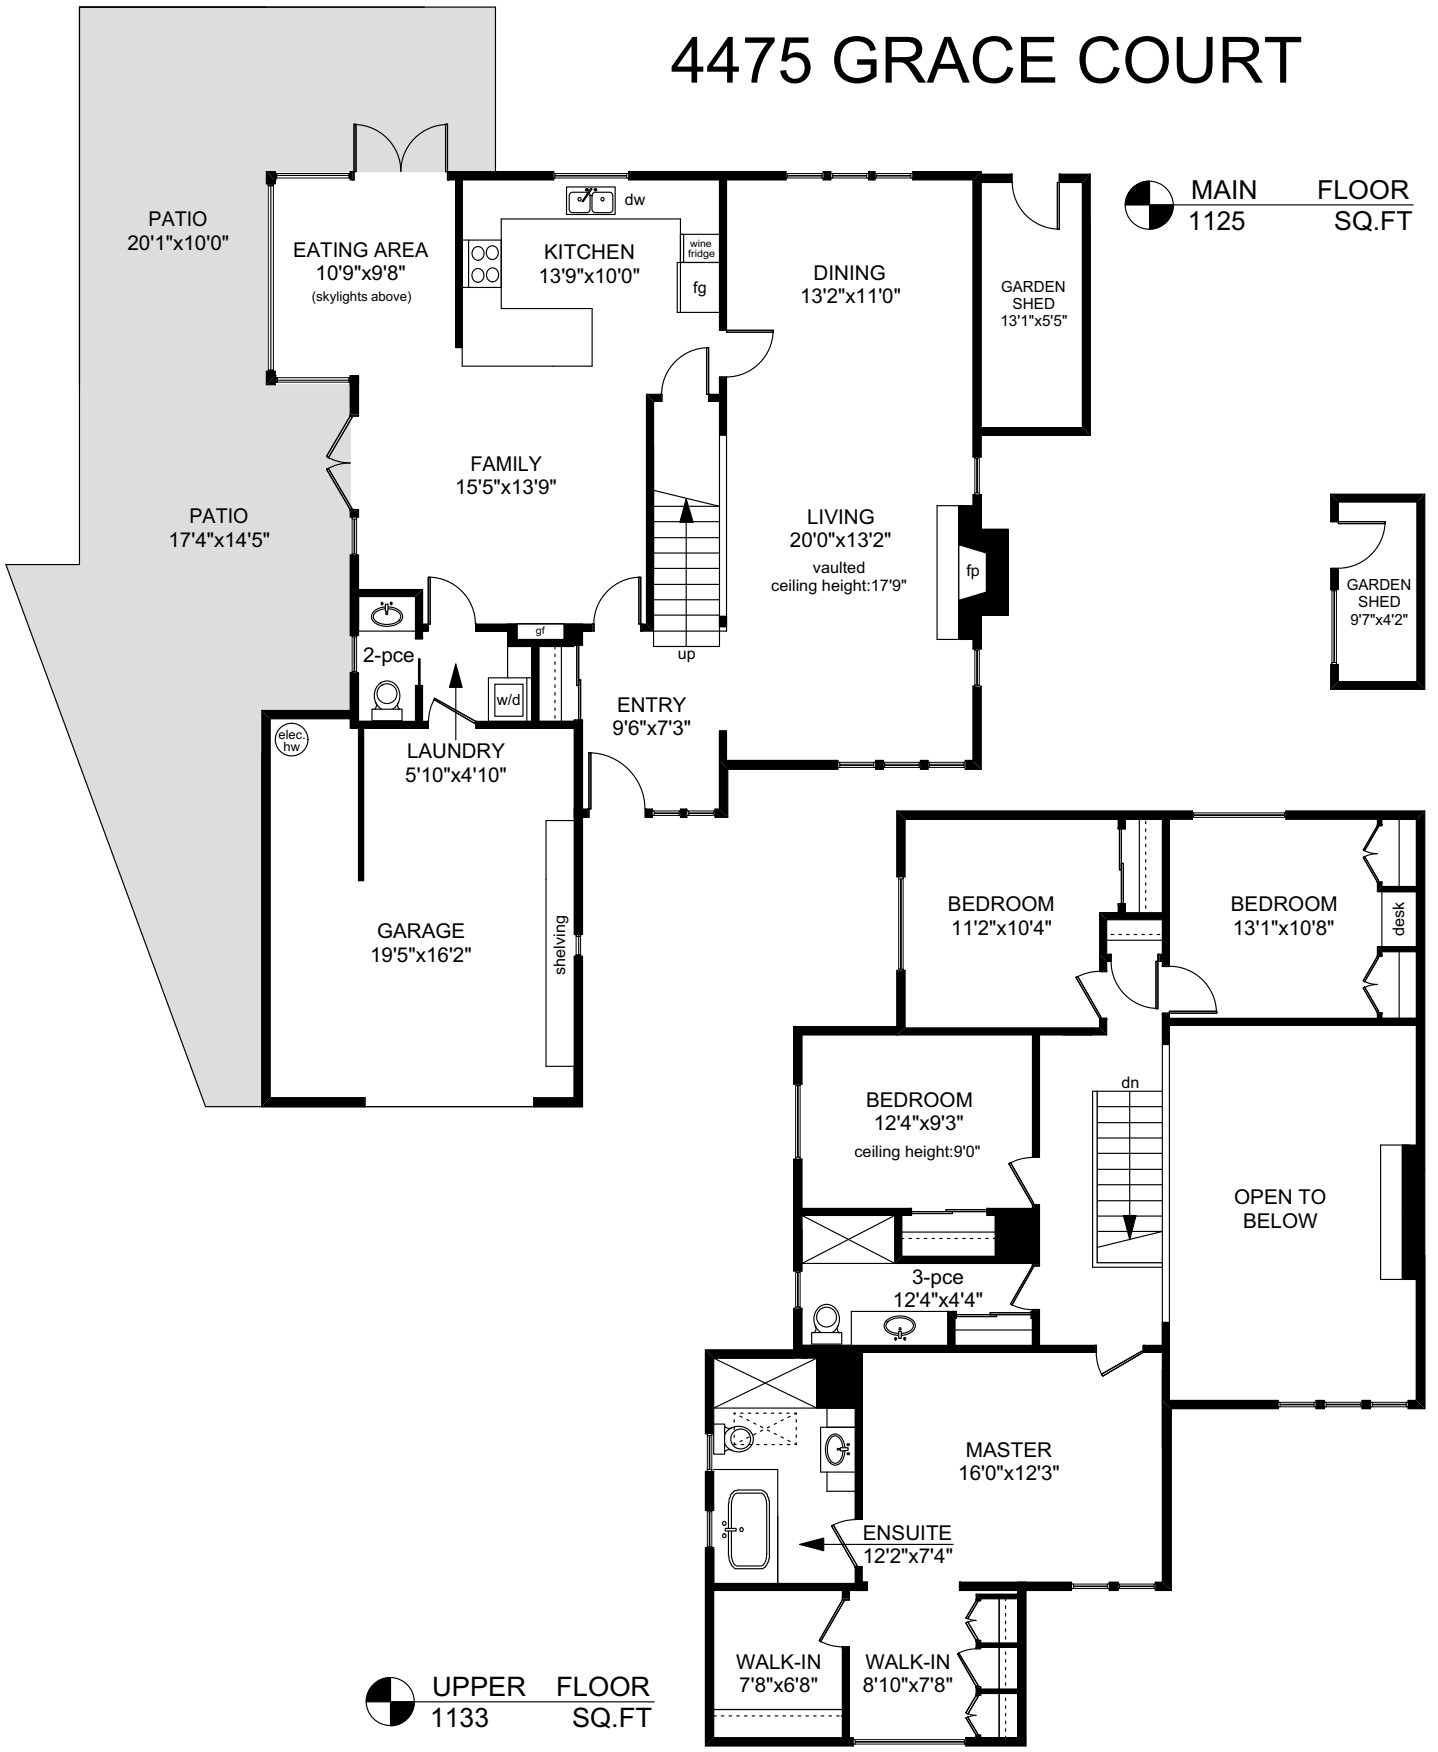 4475 GRACE COURT
MAIN FLOOR
1125 SQ.FT
PATIO
20'1"x10'0"
EATING AREA
10'9"x9'8"
(skylights above)
dw
KITCHEN
13'9"x10'0"
wine
fridge
fg
DINING
13'2"x11'0"
GARDEN
SHED
13'1"x5'5"
FAMILY
15'5"x13'9"
PATIO
17'4"x14'5"
LIVING
20'0"x13'2"
vaulted
ceiling height:17'9"
fp
GARDEN
SHED
9'7"x4'2"
2-pce
gf
up
w/d
ENTRY
9'6"x7'3"
elec.
hw
LAUNDRY
5'10"x4'10"
GARAGE
19'5"x16'2"
shelving
BEDROOM
11'2"x10'4"
BEDROOM
13'1"x10'8"
desk
BEDROOM
12'4"x9'3"
ceiling height:9'0"
dn
OPEN TO
BELOW
3-pce
12'4"x4'4"
MASTER
16'0"x12'3"
ENSUITE
12'2"x7'4"
WALK-IN
7'8"x6'8"
WALK-IN
8'10"x7'8"
UPPER FLOOR
1133 SQ.FT